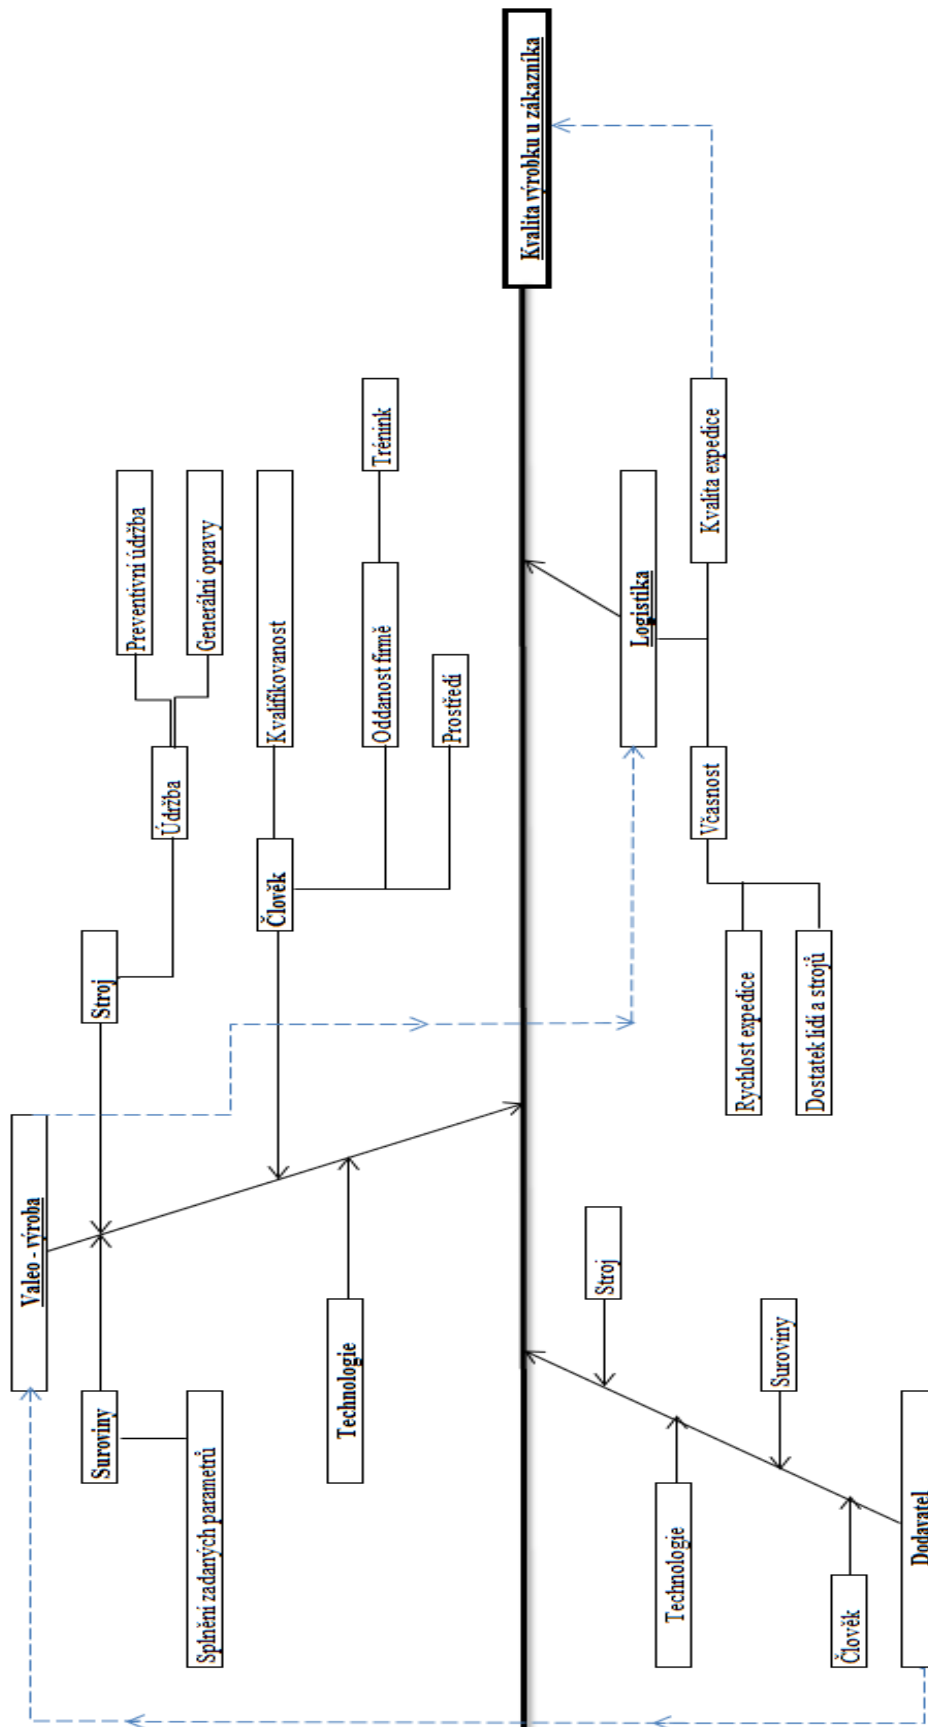 Valeo - výroba
Suroviny
Stroj
Splnění zadaných parametrů
Údržba
Preventivní údržba
Generální opravy
Člověk
Kvalifikovanost
Technologie
Oddanost firmě
Trénink
Prostředí
Kvalita výrobku u zákazníka
Stroj
Logistika
Technologie
Včasnost
Kvalita expedice
Rychlost expedice
Suroviny
Dostatek lidí a strojů
Člověk
Dodavatel